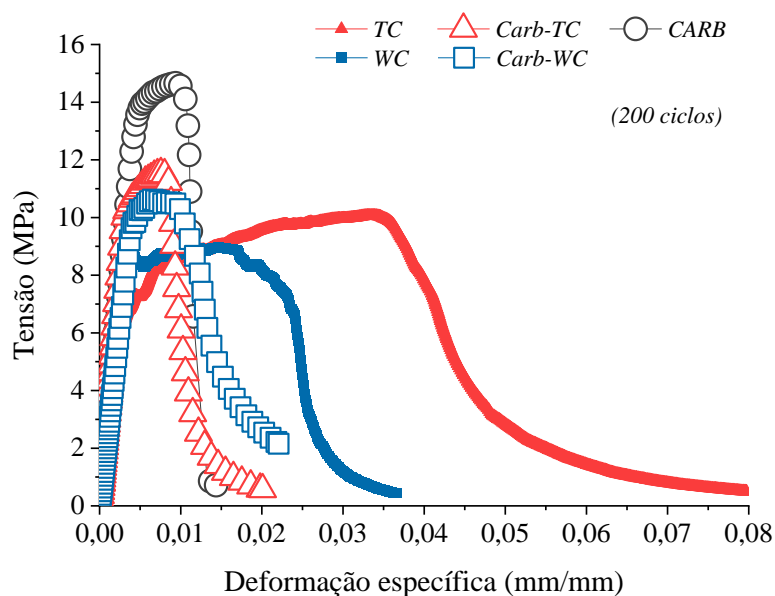 TC Carb-TC CARB
WC Carb-WC
(200 ciclos)
Tensão (MPa)
16
14
12
10
8
6
4
2
0
0,00 0,01 0,02 0,03 0,04 0,05 0,06 0,07 0,08
Deformação específica (mm/mm)